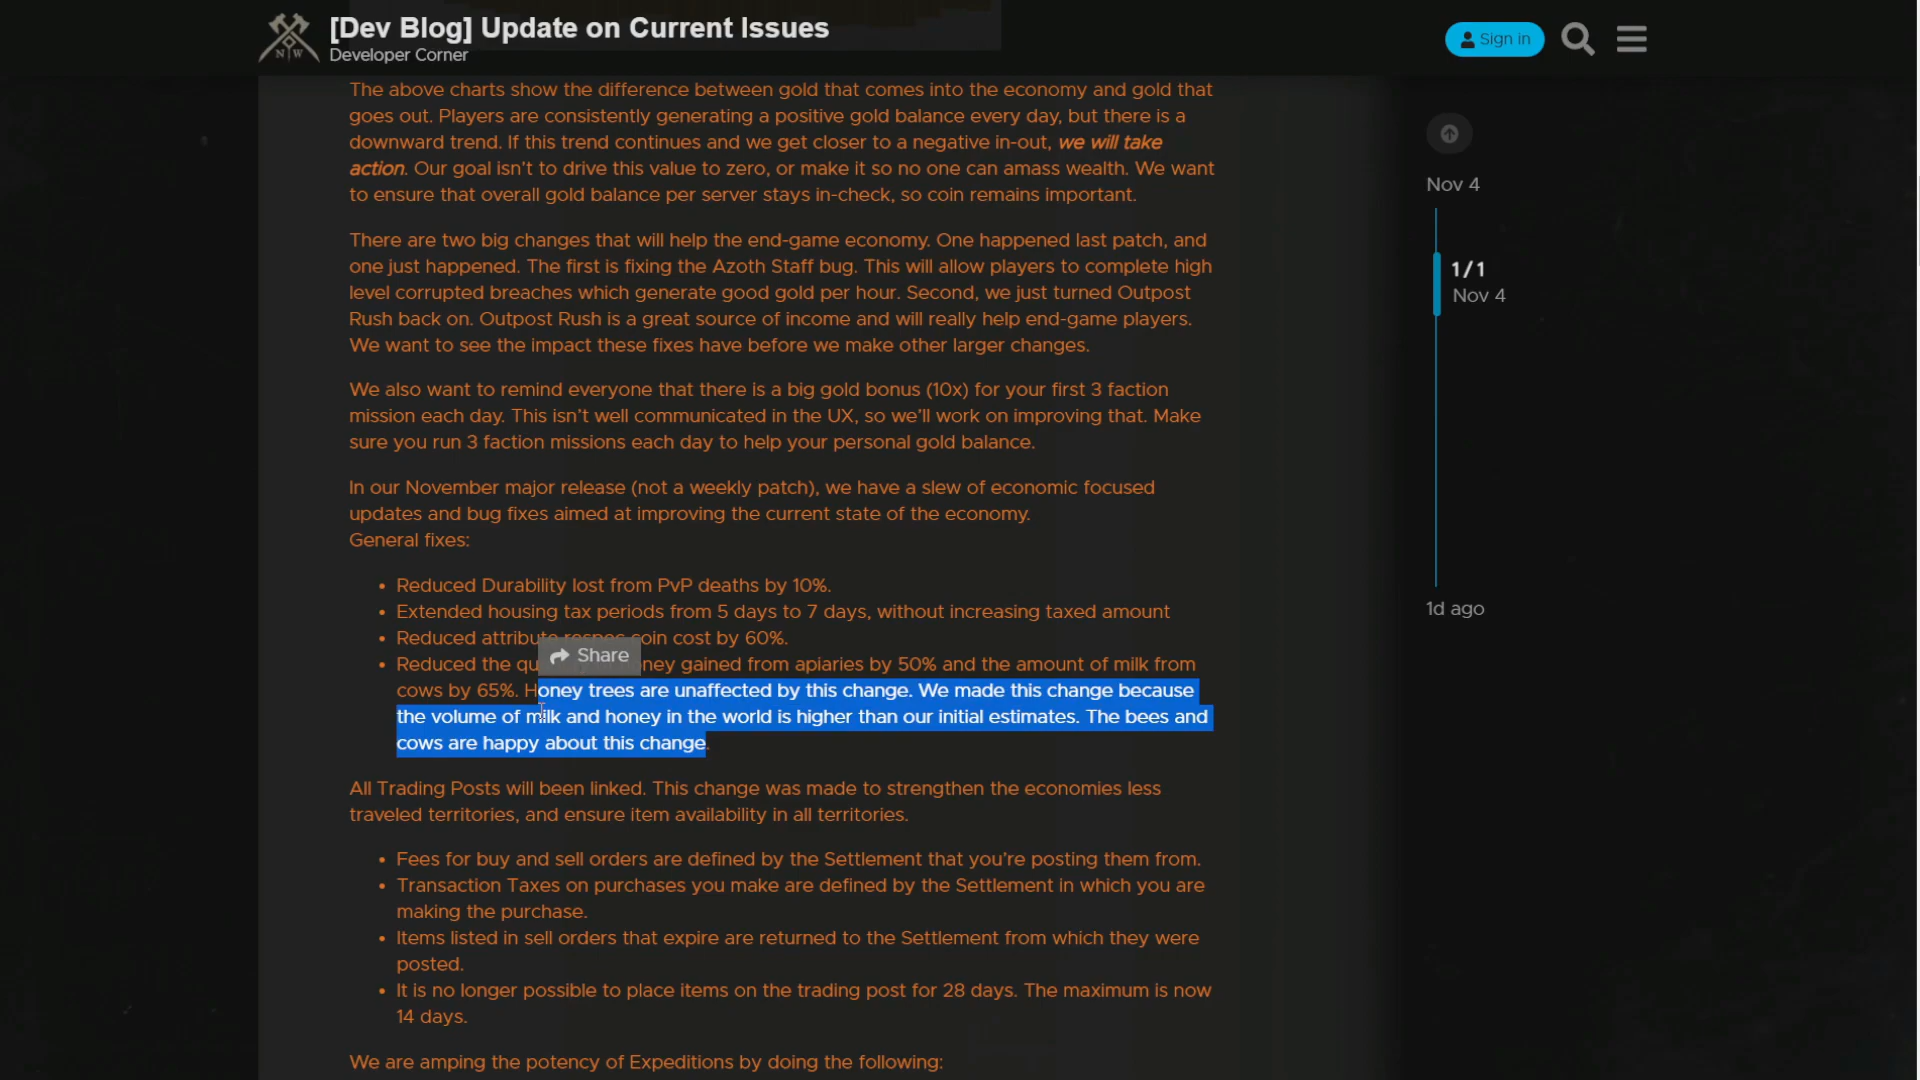 [Dev Blog] Update on Current Issues
Developer Corner
N W
Sign in
The above charts show the difference between gold that comes into the economy and gold that
goes out. Players are consistently generating a positive gold balance every day, but there is a
downward trend. If this trend continues and we get closer to a negative in-out, we will take
action. Our goal isn't to drive this value to zero, or make it so no one can amass wealth. We want
to ensure that overall gold balance per server stays in-check, so coin remains important.
There are two big changes that will help the end-game economy. One happened last patch, and
one just happened. The first is fixing the Azoth Staff bug. This will allow players to complete high
level corrupted breaches which generate good gold per hour. Second, we just turned Outpost
Rush back on. Outpost Rush is a great source of income and will really help end-game players.
We want to see the impact these fixes have before we make other larger changes.
We also want to remind everyone that there is a big gold bonus (10x) for your first 3 faction
mission each day. This isn't well communicated in the UX, so we'll work on improving that. Make
sure you run 3 faction missions each day to help your personal gold balance.
In our November major release (not a weekly patch), we have a slew of economic focused
updates and bug fixes aimed at improving the current state of the economy.
General fixes:
• Reduced Durability lost from PvP deaths by 10%.
• Extended housing tax periods from 5 days to 7 days, without increasing taxed amount
• Reduced attribute respec coin cost by 60%.
Share
• Reduced the qu oney gained from apiaries by 50% and the amount of milk from
cows by 65%. Honey trees are unaffected by this change. We made this change because
the volume of milk and honey in the world is higher than our initial estimates. The bees and
cows are happy about this change.
All Trading Posts will been linked. This change was made to strengthen the economies less
traveled territories, and ensure item availability in all territories.
• Fees for buy and sell orders are defined by the Settlement that you're posting them from.
• Transaction Taxes on purchases you make are defined by the Settlement in which you are
making the purchase.
• Items listed in sell orders that expire are returned to the Settlement from which they were
posted.
• It is no longer possible to place items on the trading post for 28 days. The maximum is now
14 days.
We are amping the potency of Expeditions by doing the following:
Nov 4
1 / 1
Nov 4
1d ago